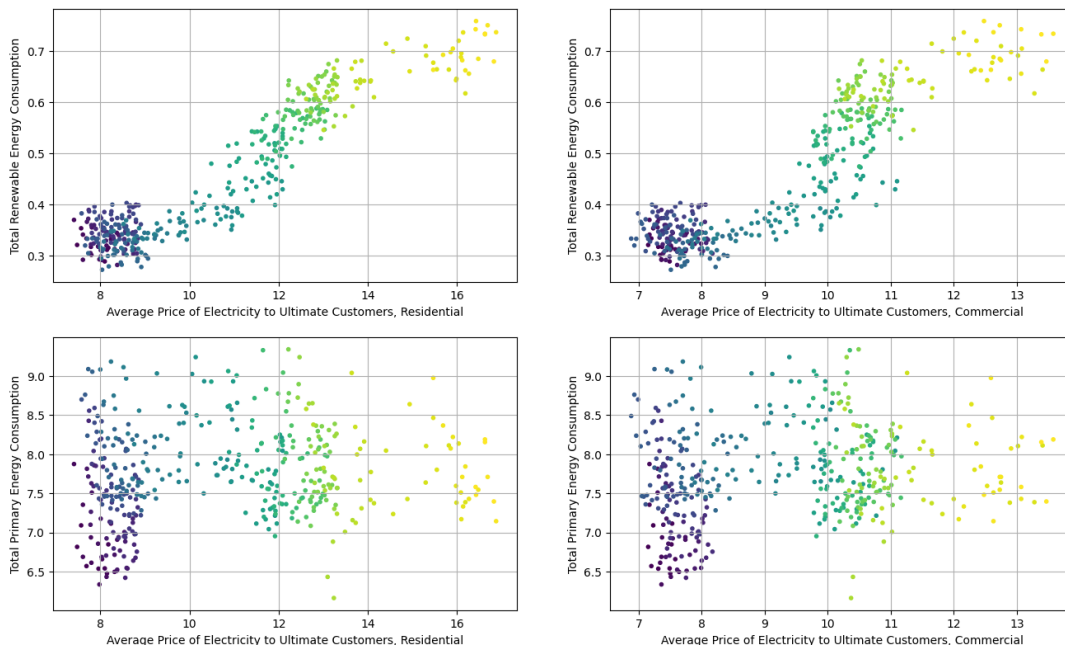 Total Renewable Energy Consumption
0.7
0.6
0.5
0.4
0.3
8 10 12 14 16
Average Price of Electricity to Ultimate Customers, Residential
Total Renewable Energy Consumption
0.7
0.6
0.5
0.4
0.3
7 8 9 10 11 12 13
Average Price of Electricity to Ultimate Customers, Commercial
Total Primary Energy Consumption
9.0
8.5
8.0
7.5
7.0
6.5
8 10 12 14 16
Average Price of Electricity to Ultimate Customers, Residential
Total Primary Energy Consumption
9.0
8.5
8.0
7.5
7.0
6.5
7 8 9 10 11 12 13
Average Price of Electricity to Ultimate Customers, Commercial